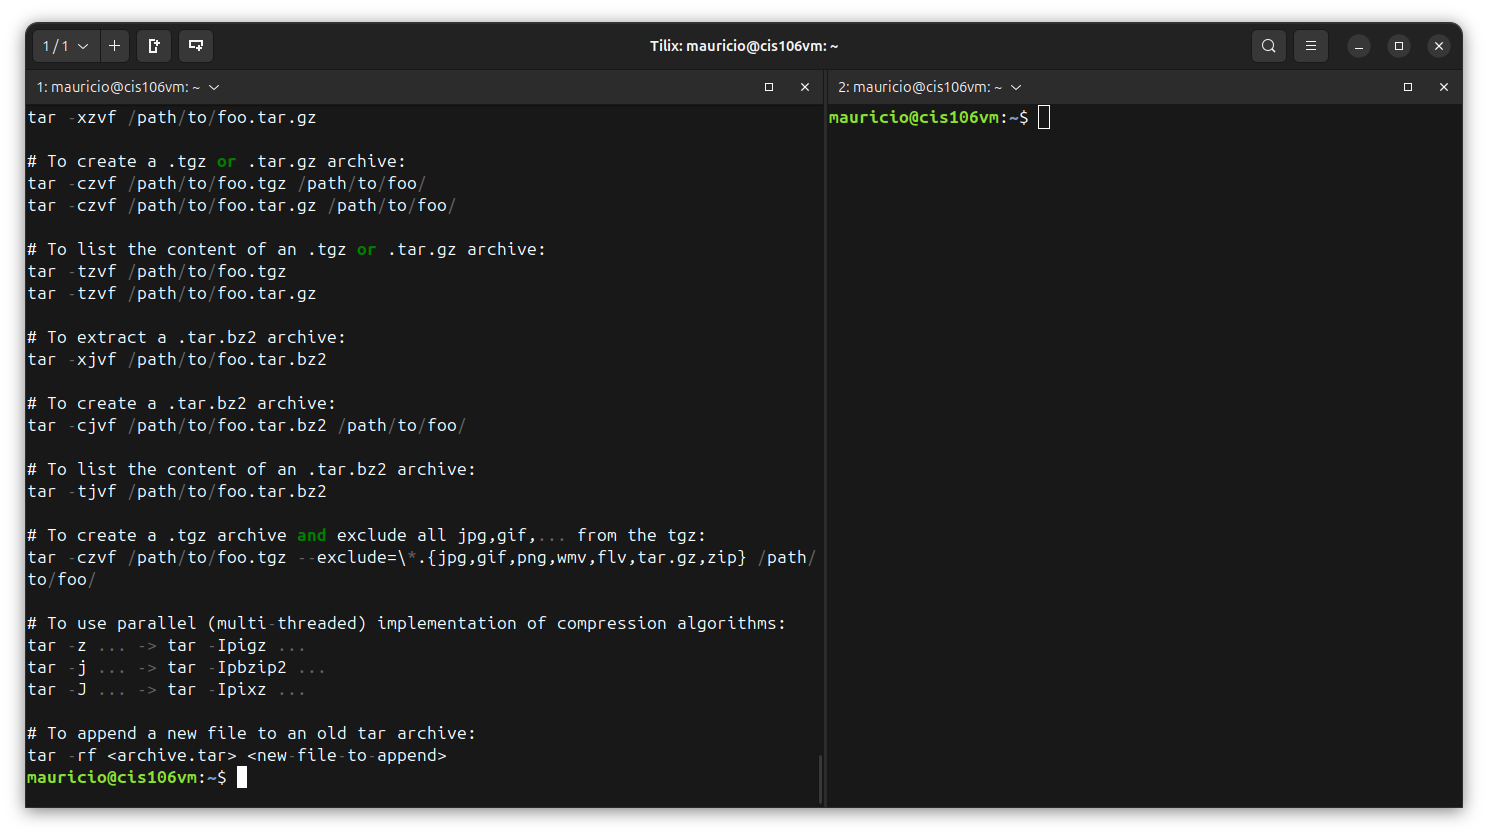 1 / 1
Tilix: mauricio@cis106vm: ~
1: mauricio@cis106vm: ~
tar -xzvf /path/to/foo.tar.gz
# To create a .tgz or .tar.gz archive:
tar -czvf /path/to/foo.tgz /path/to/foo/
tar -czvf /path/to/foo.tar.gz /path/to/foo/
# To list the content of an .tgz or .tar.gz archive:
tar -tzvf /path/to/foo.tgz
tar -tzvf /path/to/foo.tar.gz
# To extract a .tar.bz2 archive:
tar -xjvf /path/to/foo.tar.bz2
# To create a .tar.bz2 archive:
tar -cjvf /path/to/foo.tar.bz2 /path/to/foo/
# To list the content of an .tar.bz2 archive:
tar -tjvf /path/to/foo.tar.bz2
# To create a .tgz archive and exclude all jpg,gif,... from the tgz:
tar -czvf /path/to/foo.tgz --exclude=\*.{jpg,gif,png,wmv,flv,tar.gz,zip} /path/
to/foo/
# To use parallel (multi-threaded) implementation of compression algorithms:
tar -z ... -> tar -Ipigz ...
tar -j ... -> tar -Ipbzip2 ...
tar -J ... -> tar -Ipixz ...
# To append a new file to an old tar archive:
tar -rf <archive.tar> <new-file-to-append>
mauricio@cis106vm:~$
2: mauricio@cis106vm: ~
mauricio@cis106vm:~$